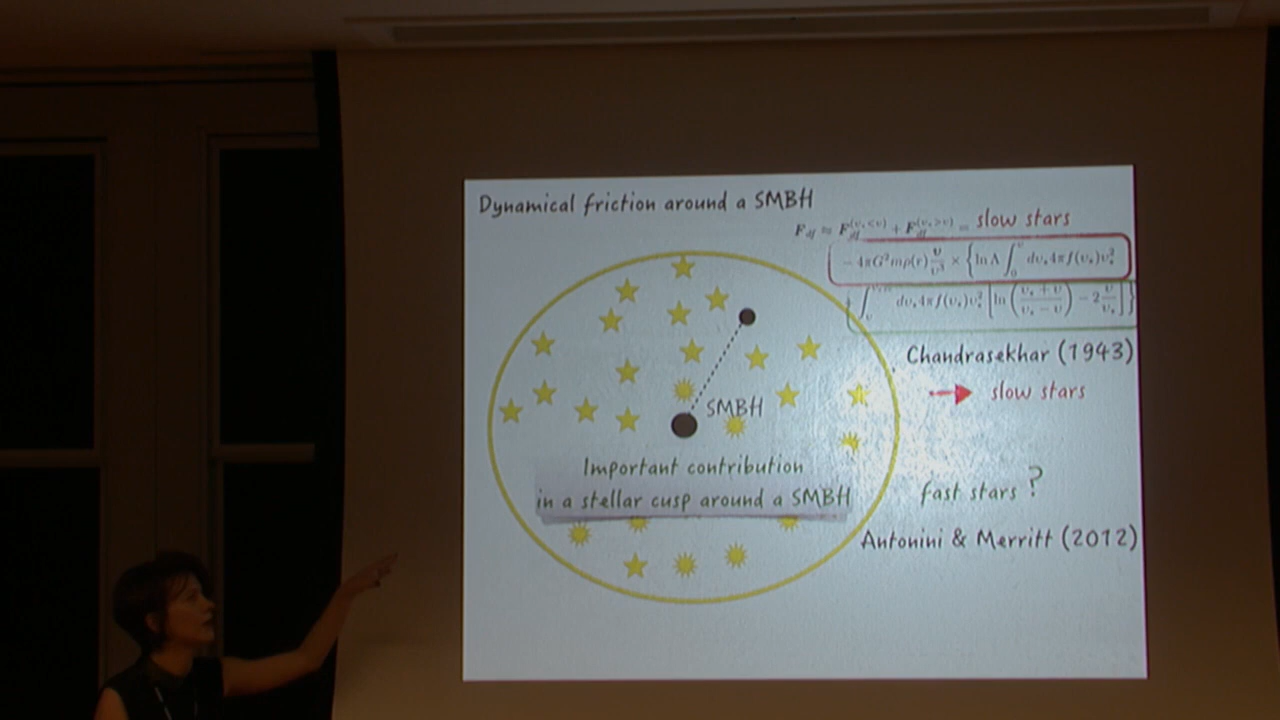 Dynamical friction around a SMBH
slow stars
Chandrasekhar (1943)
slow stars
SMBH
Important contribution
in a stellar cusp around a SMBH
fast stars ?
Antonini & Merritt (2012)